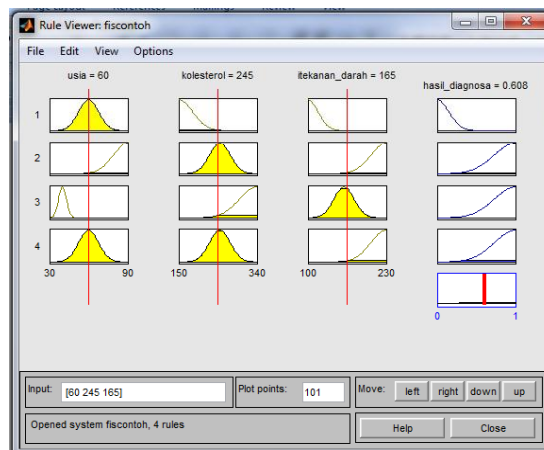 Rule Viewer: fiscontoh
File Edit View Options
usia = 60 kolesterol = 245 itekanan_darah = 165 hasil_diagnosa = 0.608
1
2
3
4
30 90 150 340 100 230
0 1
Input: [60 245 165] Plot points: 101 Move: left right down up
Opened system fiscontoh, 4 rules Help Close